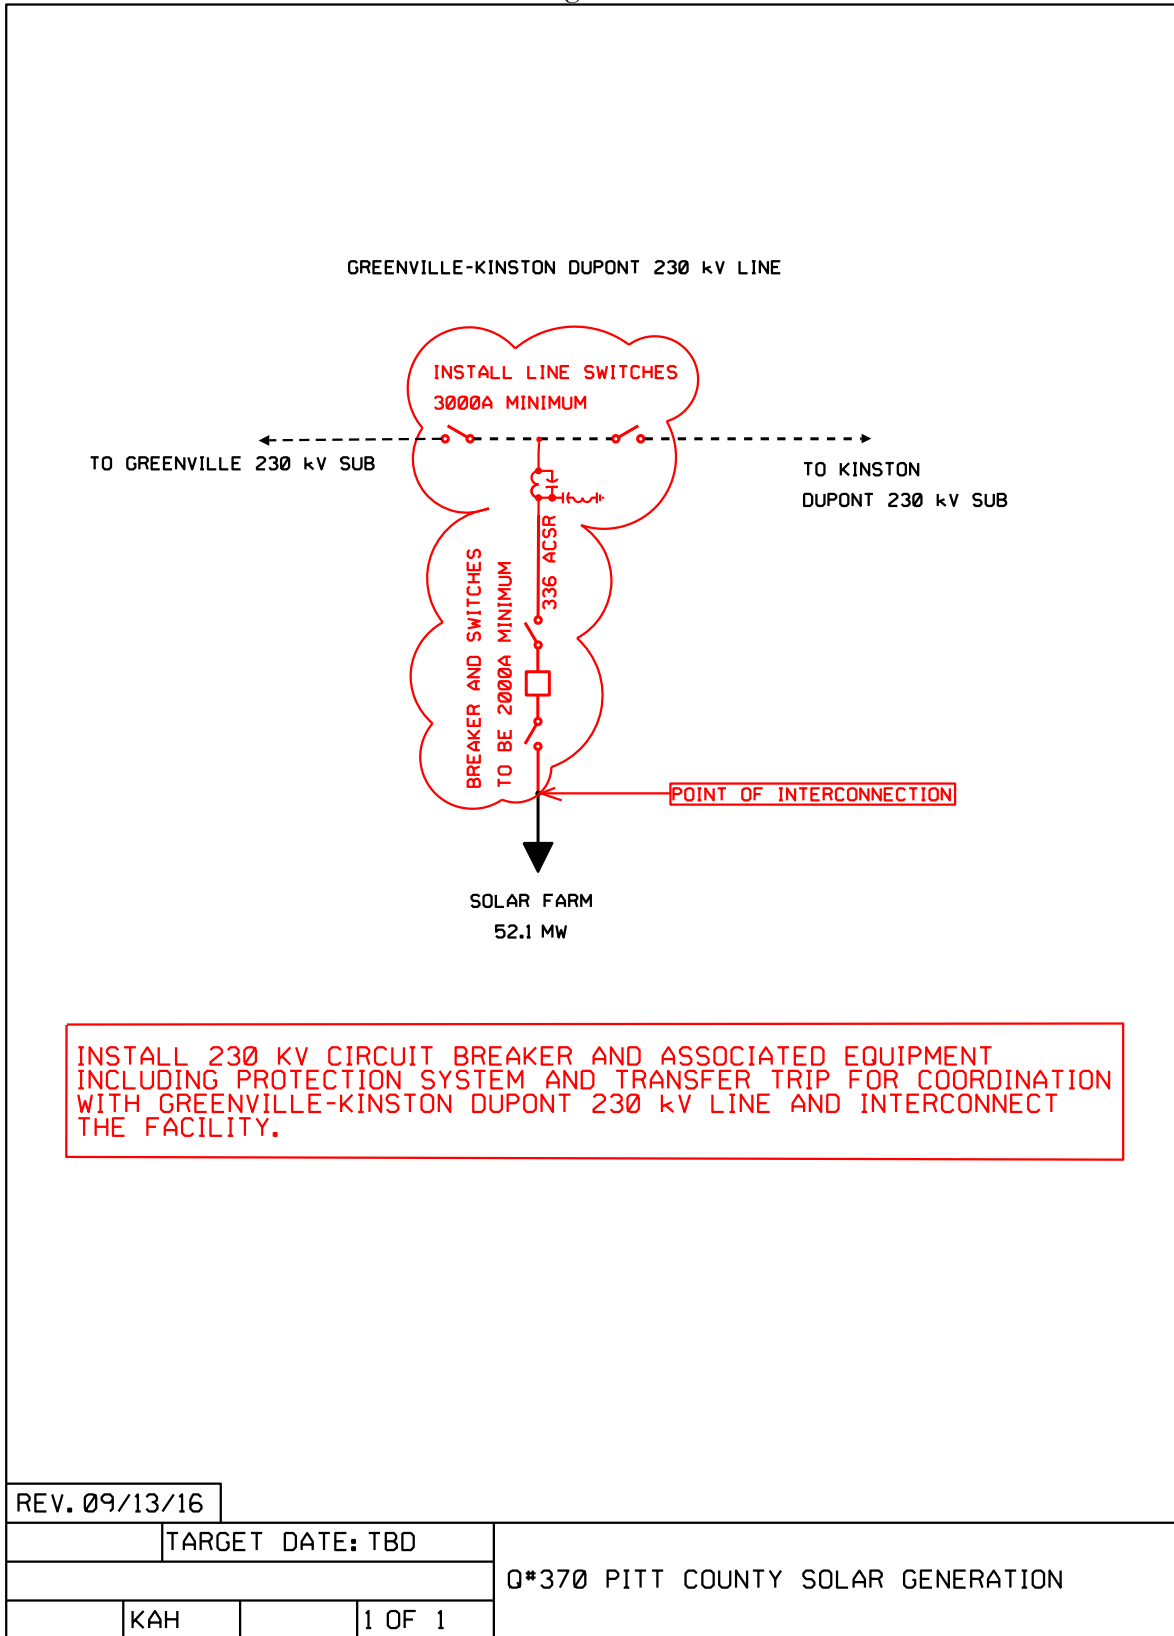 GREENVILLE-KINSTON DUPONT 230 kV LINE
INSTALL LINE SWITCHES
3000A MINIMUM
TO GREENVILLE 230 kV SUB
TO KINSTON
DUPONT 230 kV SUB
336 ACSR
BREAKER AND SWITCHES
TO BE 2000A MINIMUM
POINT OF INTERCONNECTION
SOLAR FARM
52.1 MW
INSTALL 230 KV CIRCUIT BREAKER AND ASSOCIATED EQUIPMENT
INCLUDING PROTECTION SYSTEM AND TRANSFER TRIP FOR COORDINATION
WITH GREENVILLE-KINSTON DUPONT 230 kV LINE AND INTERCONNECT
THE FACILITY.
REV. 09/13/16
TARGET DATE: TBD
Q#370 PITT COUNTY SOLAR GENERATION
KAH
1 OF 1